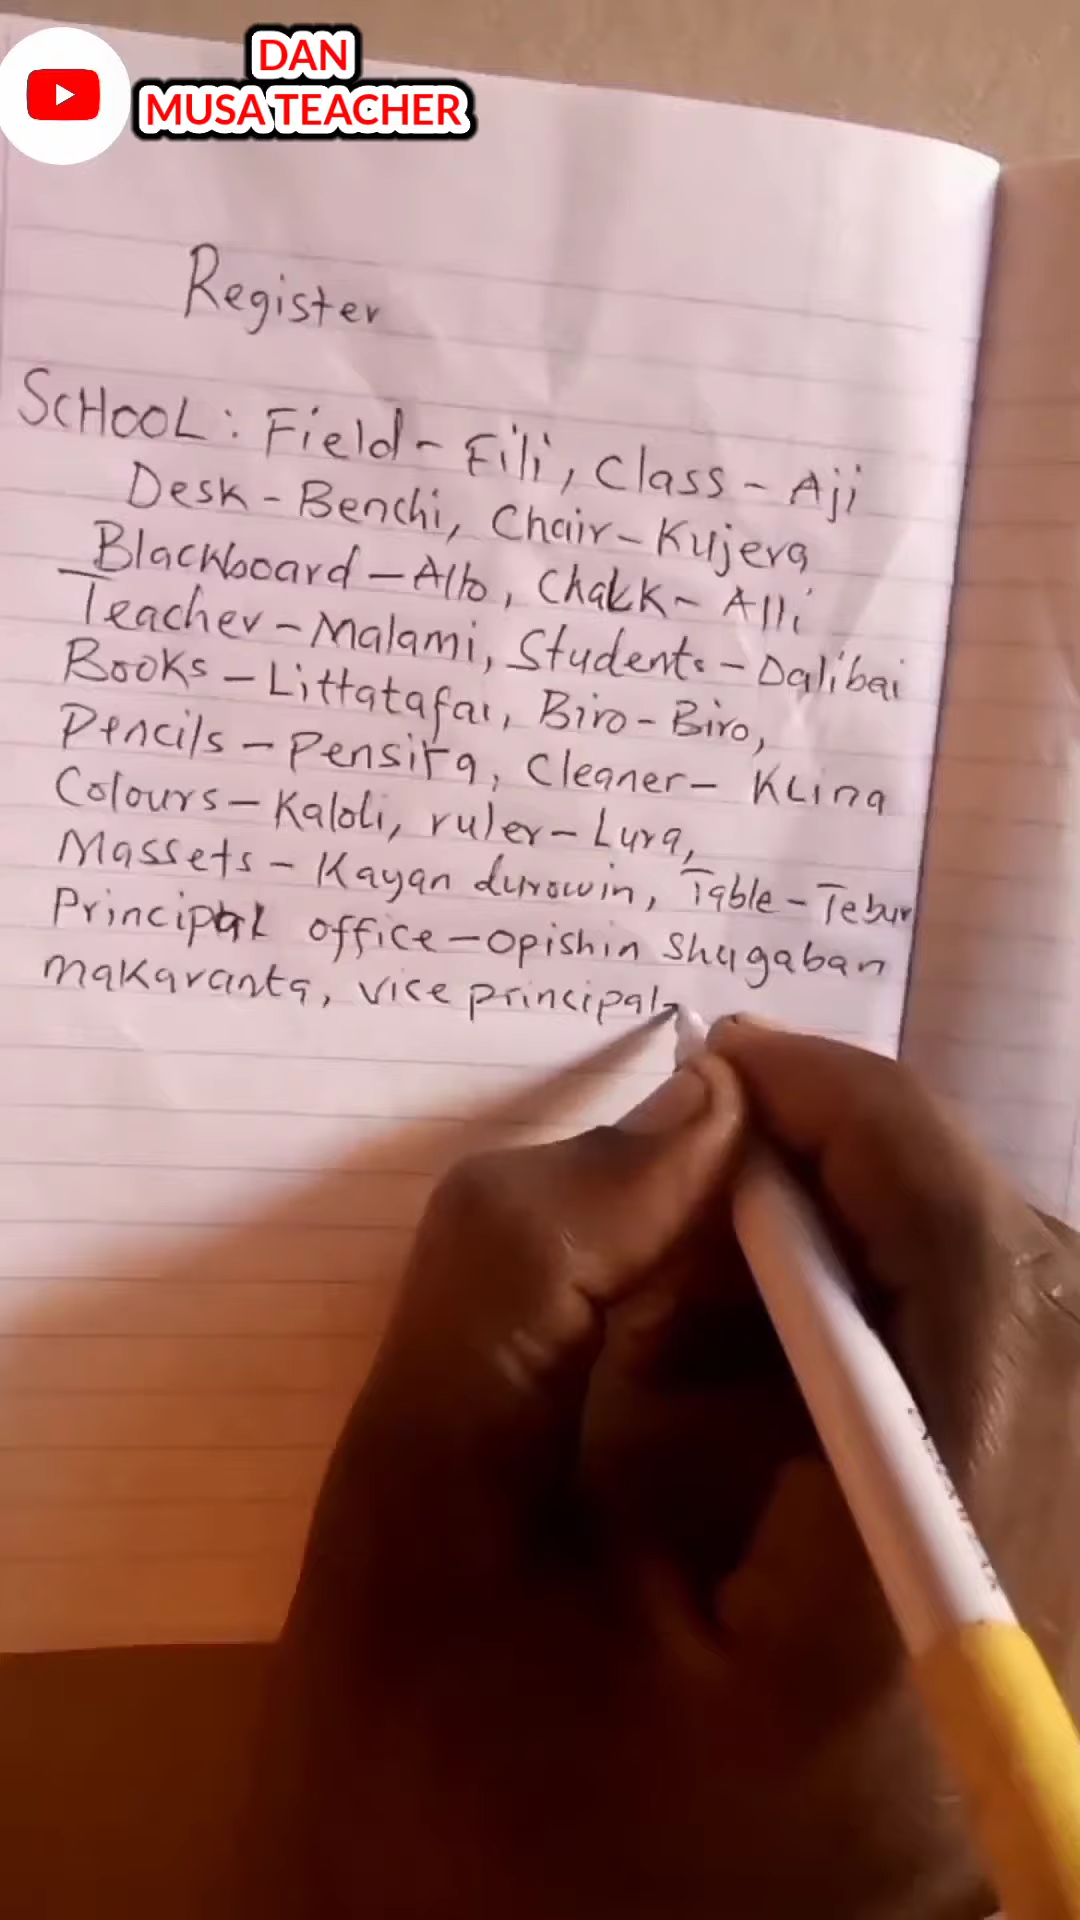 DAN
MUSA TEACHER
Register
SCHOOL: Field - Fili, Class - Aji
Desk - Benchi, Chair - Kujera
Blackboard - Allo, Chalk - Alli
Teacher - Malami, Students - Dalibai
Books - Littatafai, Biro - Biro,
Pencils - Pensira, Cleaner - Klina
Colours - Kaloli, ruler - Lura,
Massets - Kayan durowin, Table - Tebur
Principal office - Opishin Shugaban
makaranta, vice principal